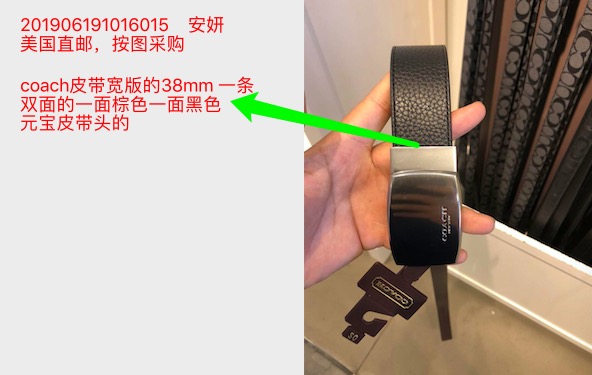 201906191016015 安妍
美国直邮，按图采购
coach皮带宽版的38mm 一条
双面的一面棕色一面黑色
元宝皮带头的
COACH
COACH